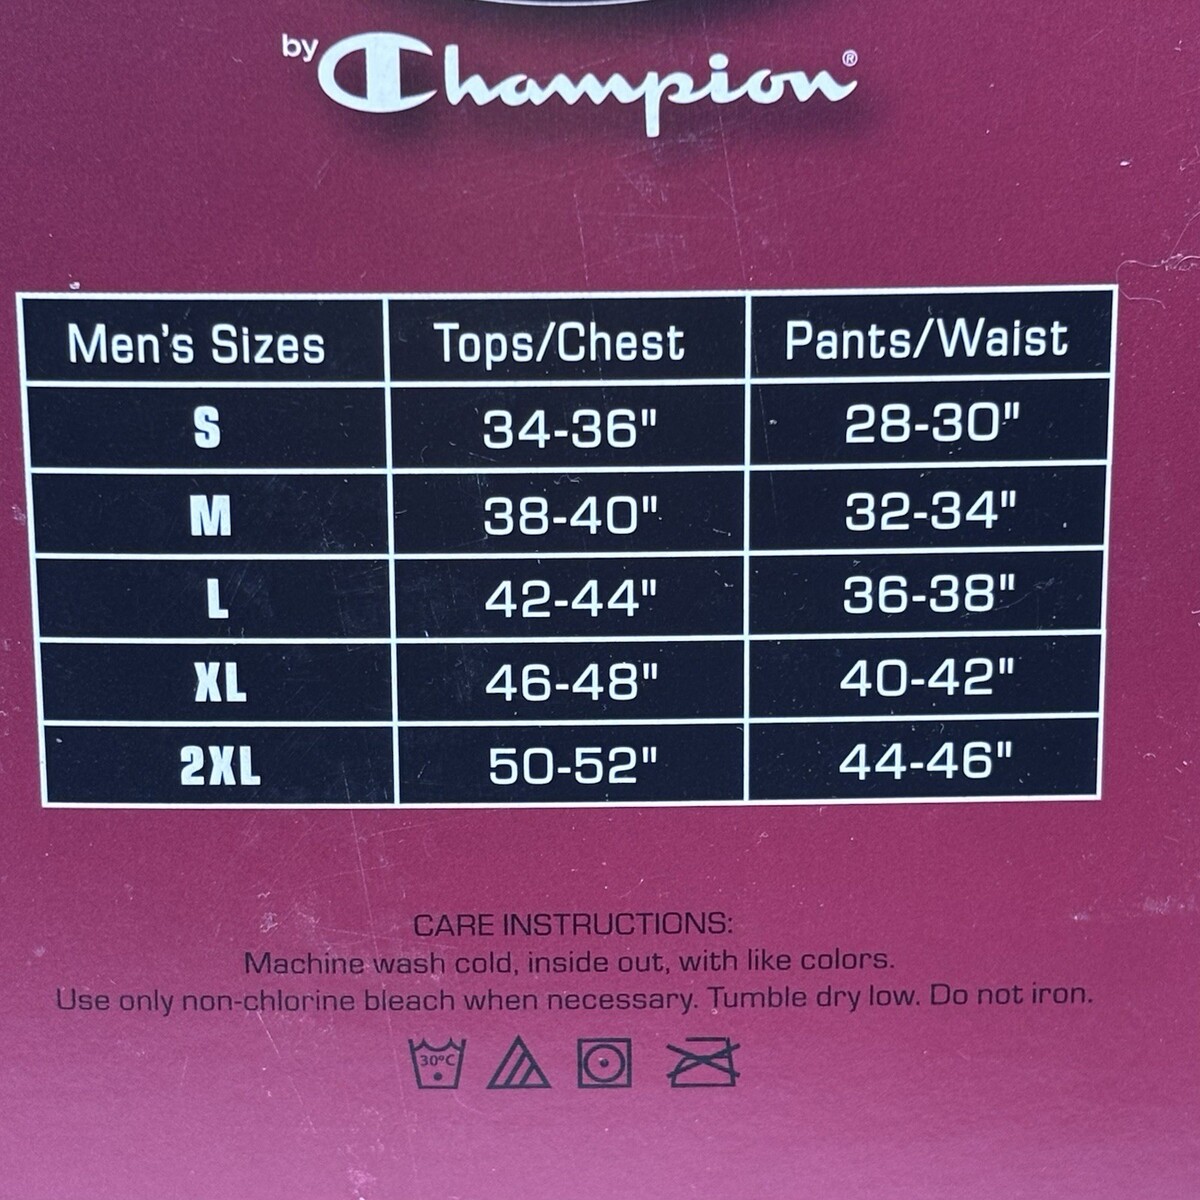 by Champion®
Men's Sizes Tops/Chest Pants/Waist
S 34-36" 28-30"
M 38-40" 32-34"
L 42-44" 36-38"
XL 46-48" 40-42"
2XL 50-52" 44-46"
CARE INSTRUCTIONS:
Machine wash cold, inside out, with like colors.
Use only non-chlorine bleach when necessary. Tumble dry low. Do not iron.
30°C